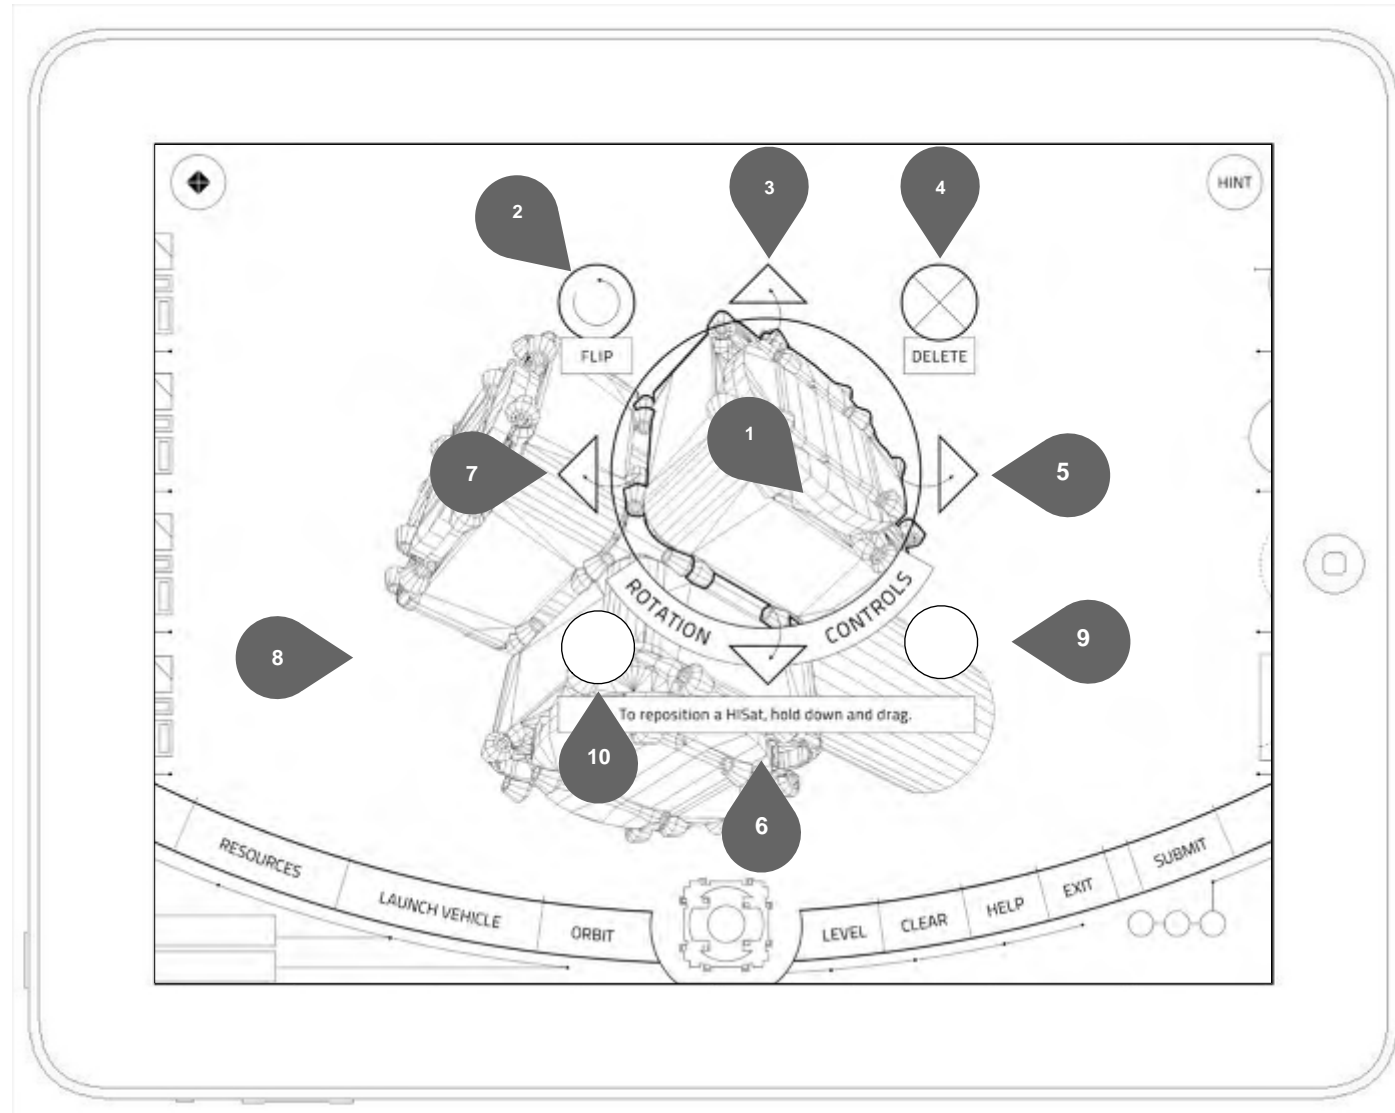 3
4
2
HINT
FLIP
DELETE
1
7
5
ROTATION CONTROLS
8
9
To reposition a HISat, hold down and drag.
10
6
RESOURCES
LAUNCH VEHICLE
ORBIT
LEVEL
CLEAR
HELP
EXIT
SUBMIT